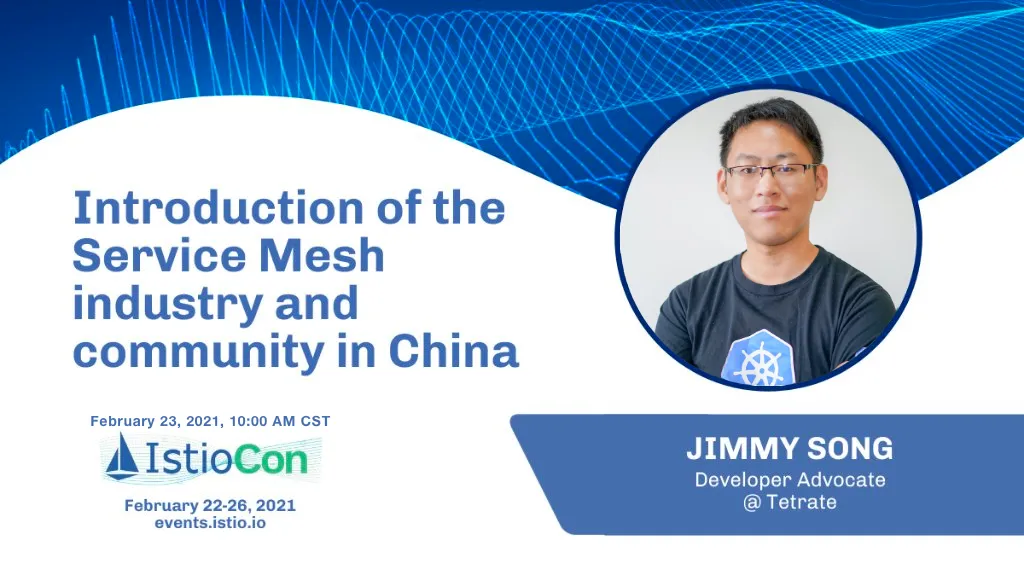 Introduction of the
Service Mesh
industry and
community in China
February 23, 2021, 10:00 AM CST
IstioCon
February 22-26, 2021
events.istio.io
JIMMY SONG
Developer Advocate
@ Tetrate